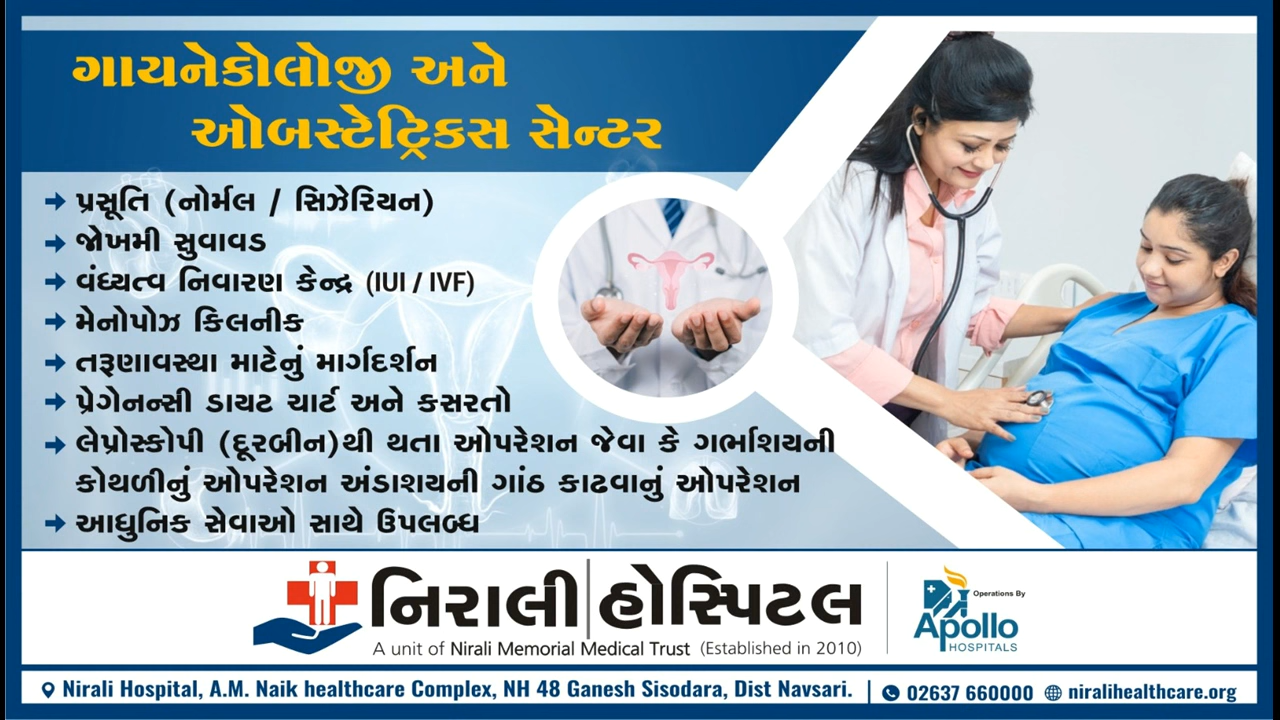 ગાયનેકોલોજી અને
ઓબસ્ટેટ્રિકસ સેન્ટર
પ્રસૂતિ (નોર્મલ / સિઝેરિયન)
જોખમી સુવાવડ
વંધ્યત્વ નિવારણ કેન્દ્ર (IUI / IVF)
મેનોપોઝ કિલનીક
તરૂણાવસ્થા માટેનું માર્ગદર્શન
પ્રેગેનન્સી ડાયટ ચાર્ટ અને કસરતો
લેપ્રોસ્કોપી (દૂરબીન)થી થતા ઓપરેશન જેવા કે ગર્ભાશયની
કોથળીનું ઓપરેશન અંડાશયની ગાંઠ કાઢવાનું ઓપરેશન
આધુનિક સેવાઓ સાથે ઉપલબ્ધ
નિરાલી હોસ્પિટલ
A unit of Nirali Memorial Medical Trust (Established in 2010)
Operations By
Apollo
HOSPITALS
Nirali Hospital, A.M. Naik healthcare Complex, NH 48 Ganesh Sisodara, Dist Navsari. | 02637 660000 niralihealthcare.org